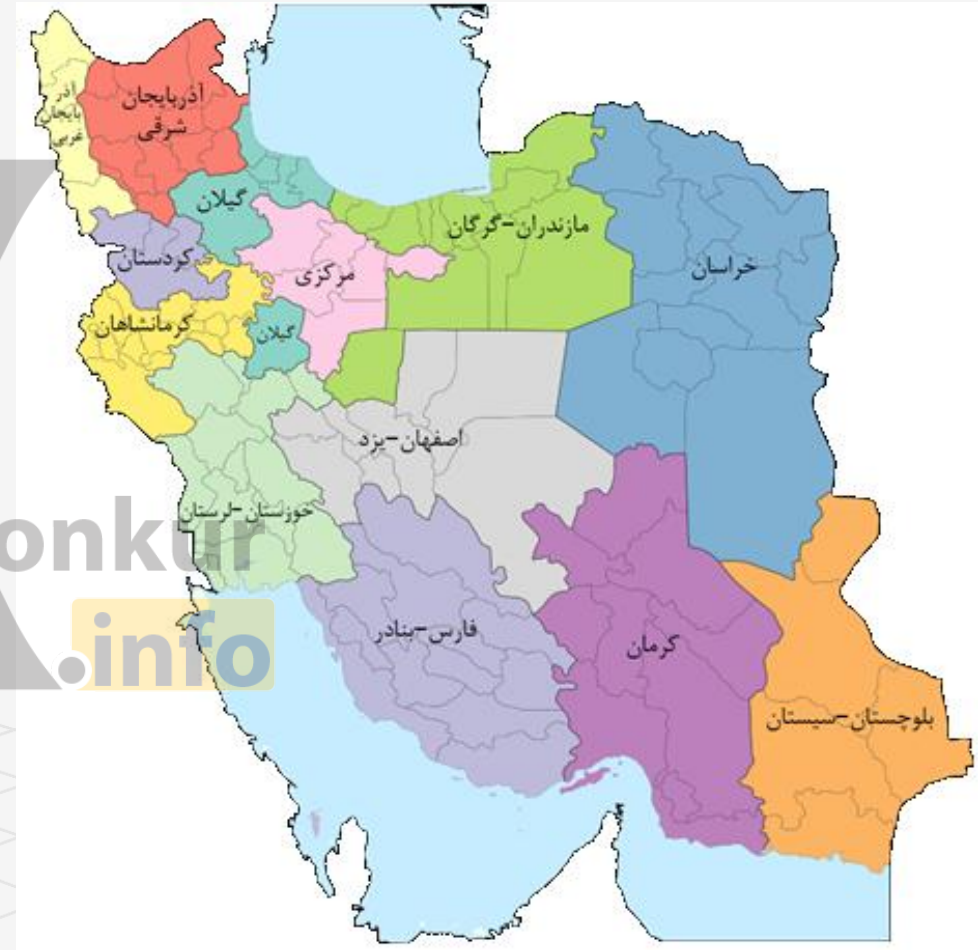 آذر
بایجان
غربی
آذربایجان
شرقی
گیلان
مازندران-گرگان
خراسان
کردستان
مرکزی
کرمانشاهان
گیلان
اصفهان-یزد
خوزستان-لرستان
onkur
.info
فارس-بنادر
کرمان
بلوچستان-سیستان